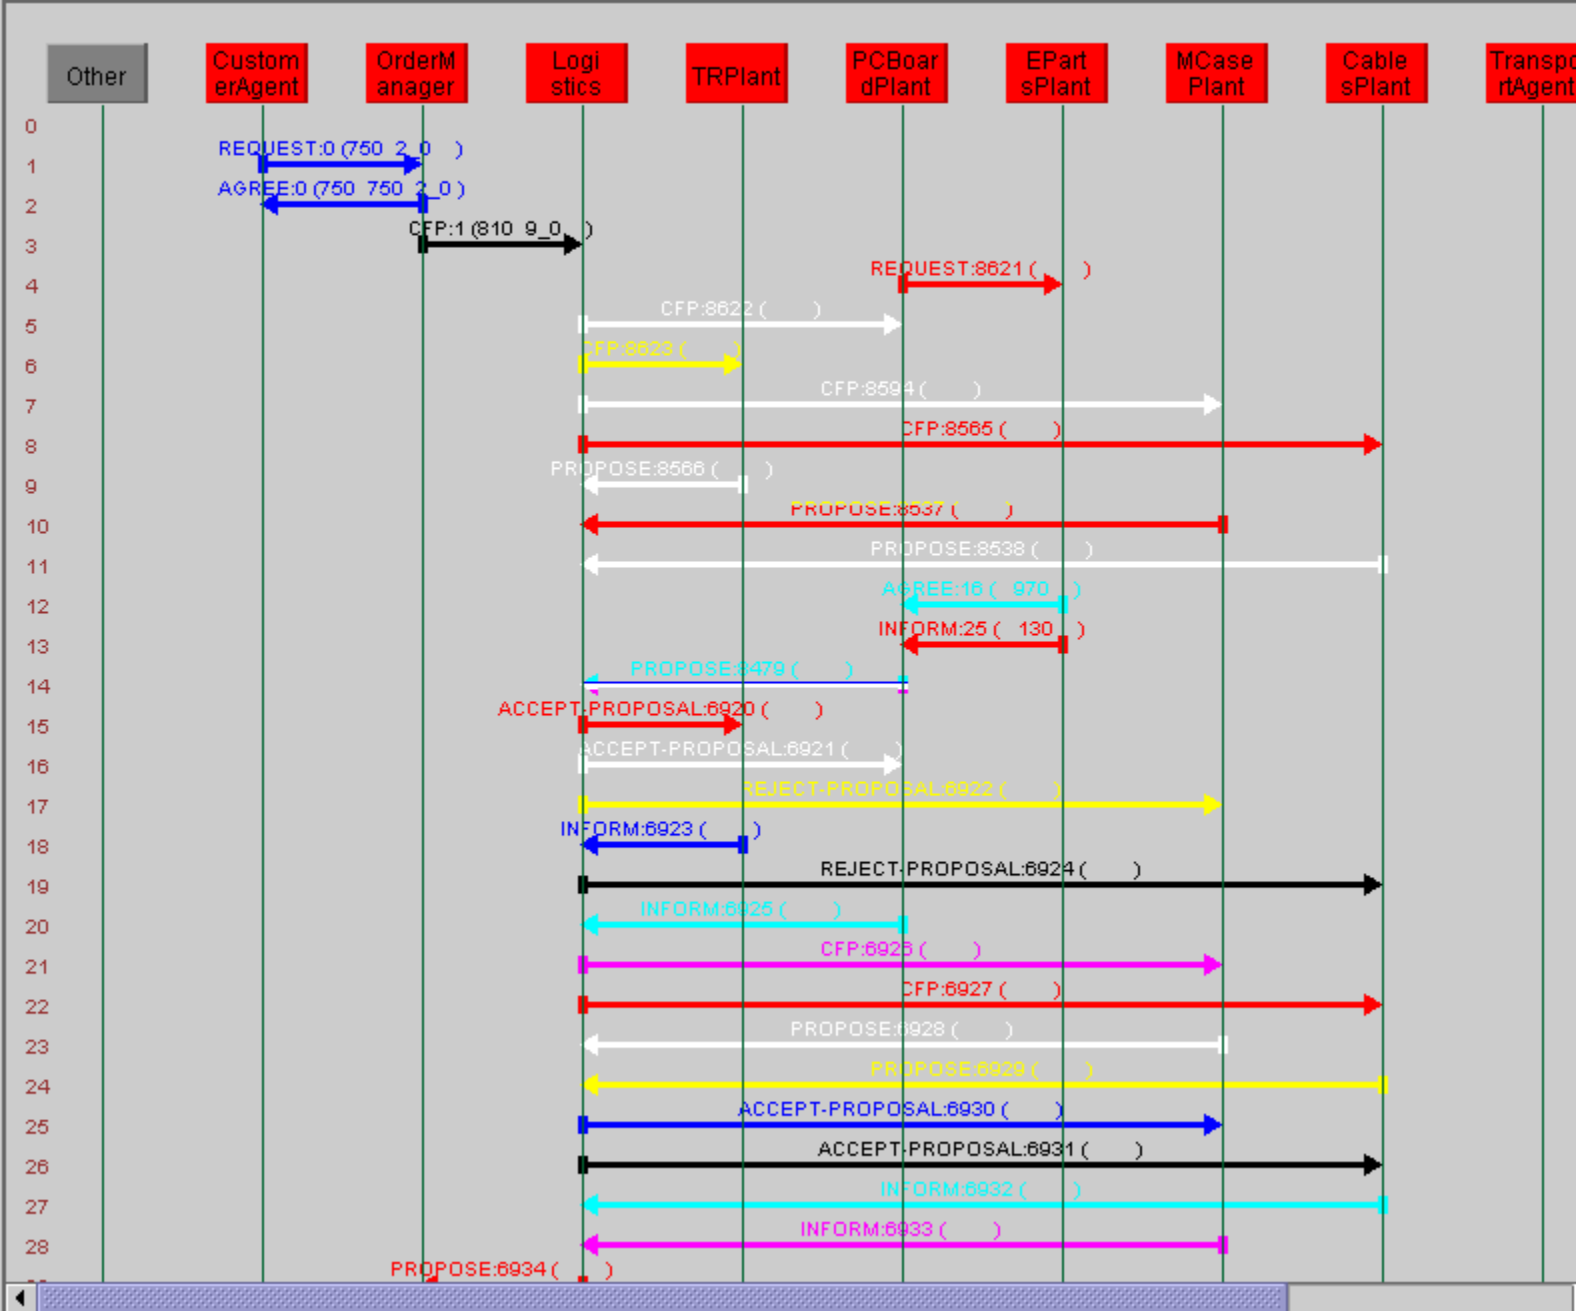 Other
Custom
erAgent
OrderM
anager
Logi
stics
TRPlant
PCBoar
dPlant
EPart
sPlant
MCase
Plant
Cable
sPlant
Transpo
rtAgent
0
REQUEST:0 (750 2_0 )
1
AGREE:0 (750 750 2_0 )
2
CFP:1 (810 9_0 )
3
REQUEST:8621 ( )
4
CFP:8622 ( )
5
CFP:8623 ( )
6
CFP:8594 ( )
7
CFP:8565 ( )
8
PROPOSE:8566 ( )
9
PROPOSE:8537 ( )
10
PROPOSE:8538 ( )
11
AGREE:16 ( 970 )
12
INFORM:25 ( 130 )
13
PROPOSE:8479 ( )
14
ACCEPT-PROPOSAL:6920 ( )
15
ACCEPT-PROPOSAL:6921 ( )
16
REJECT-PROPOSAL:6922 ( )
17
INFORM:6923 ( )
18
REJECT-PROPOSAL:6924 ( )
19
INFORM:6925 ( )
20
CFP:6926 ( )
21
CFP:6927 ( )
22
PROPOSE:6928 ( )
23
PROPOSE:6929 ( )
24
ACCEPT-PROPOSAL:6930 ( )
25
ACCEPT-PROPOSAL:6931 ( )
26
INFORM:6932 ( )
27
INFORM:6933 ( )
28
PROPOSE:6934 ( )